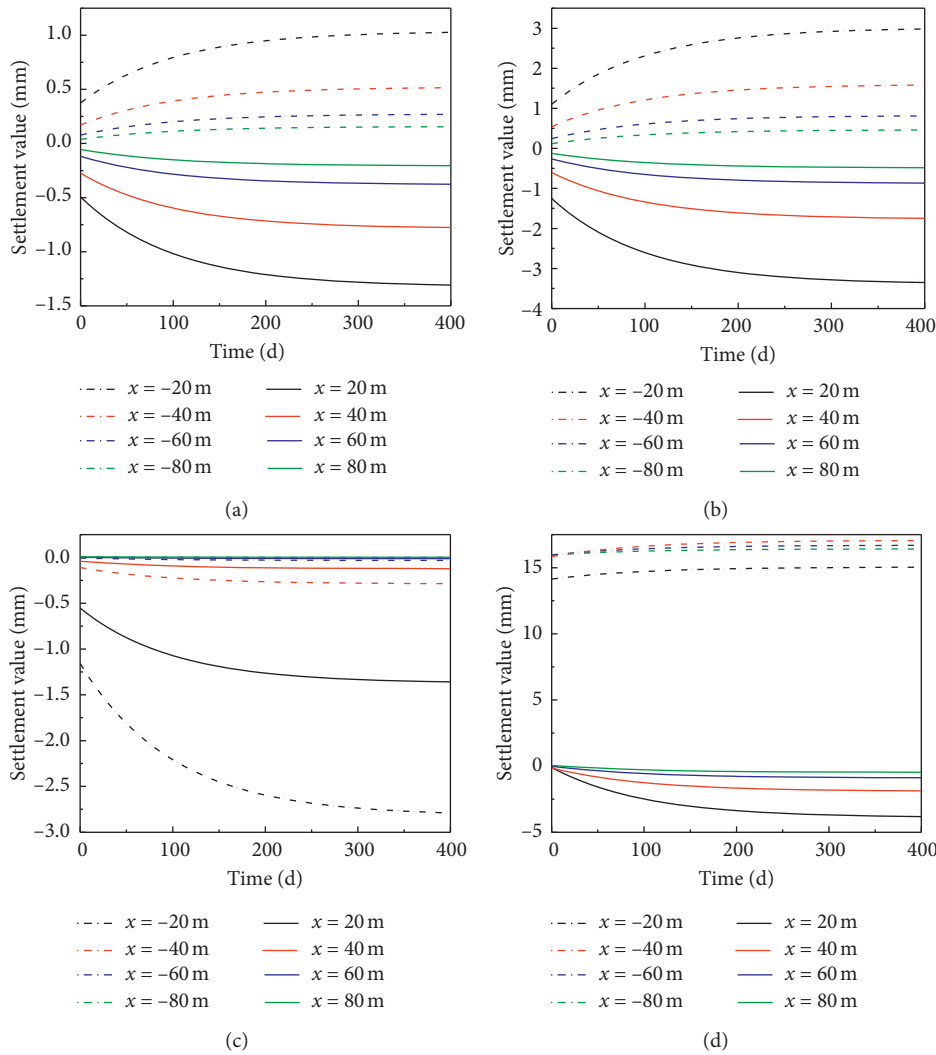 1.0
0.5
0.0
–0.5
–1.0
–1.5
Settlement value (mm)
0 100 200 300 400
Time (d)
x = –20 m x = 20 m
x = –40 m x = 40 m
x = –60 m x = 60 m
x = –80 m x = 80 m
(a)
3
2
1
0
–1
–2
–3
–4
Settlement value (mm)
0 100 200 300 400
Time (d)
x = –20 m x = 20 m
x = –40 m x = 40 m
x = –60 m x = 60 m
x = –80 m x = 80 m
(b)
0.0
–0.5
–1.0
–1.5
–2.0
–2.5
–3.0
Settlement value (mm)
0 100 200 300 400
Time (d)
x = –20 m x = 20 m
x = –40 m x = 40 m
x = –60 m x = 60 m
x = –80 m x = 80 m
(c)
15
10
5
0
–5
Settlement value (mm)
0 100 200 300 400
Time (d)
x = –20 m x = 20 m
x = –40 m x = 40 m
x = –60 m x = 60 m
x = –80 m x = 80 m
(d)